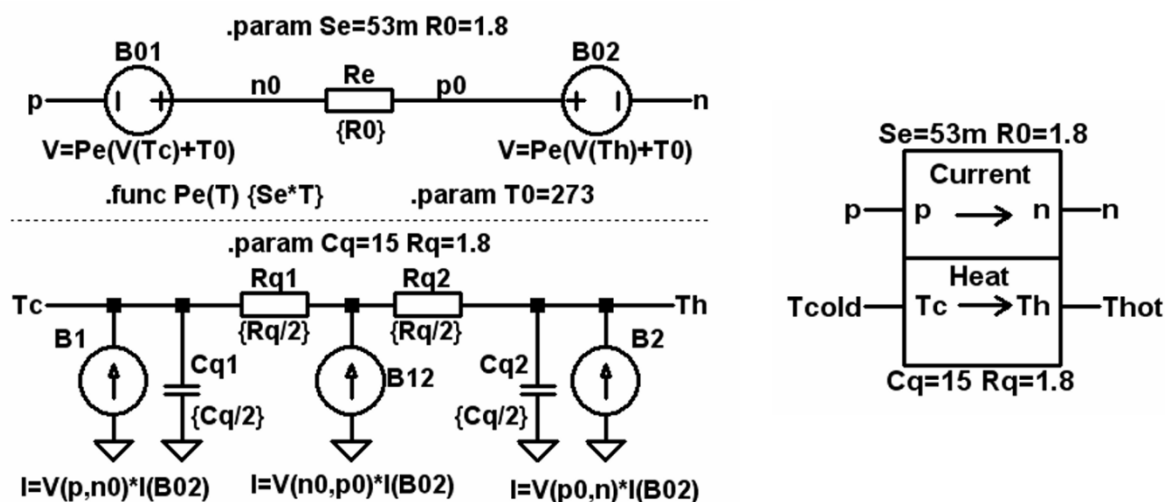 .param Se=53m R0=1.8
B01
B02
p
n0
Re
p0
n
{R0}
V=Pe(V(Tc)+T0)
V=Pe(V(Th)+T0)
.func Pe(T) {Se*T}
.param T0=273
.param Cq=15 Rq=1.8
Tc
Rq1
Rq2
Th
{Rq/2}
{Rq/2}
B1
Cq1
B12
Cq2
B2
{Cq/2}
{Cq/2}
I=V(p,n0)*I(B02)
I=V(n0,p0)*I(B02)
I=V(p0,n)*I(B02)
Se=53m R0=1.8
Current
p
p
n
n
Heat
Tcold
Tc
Th
Thot
Cq=15 Rq=1.8